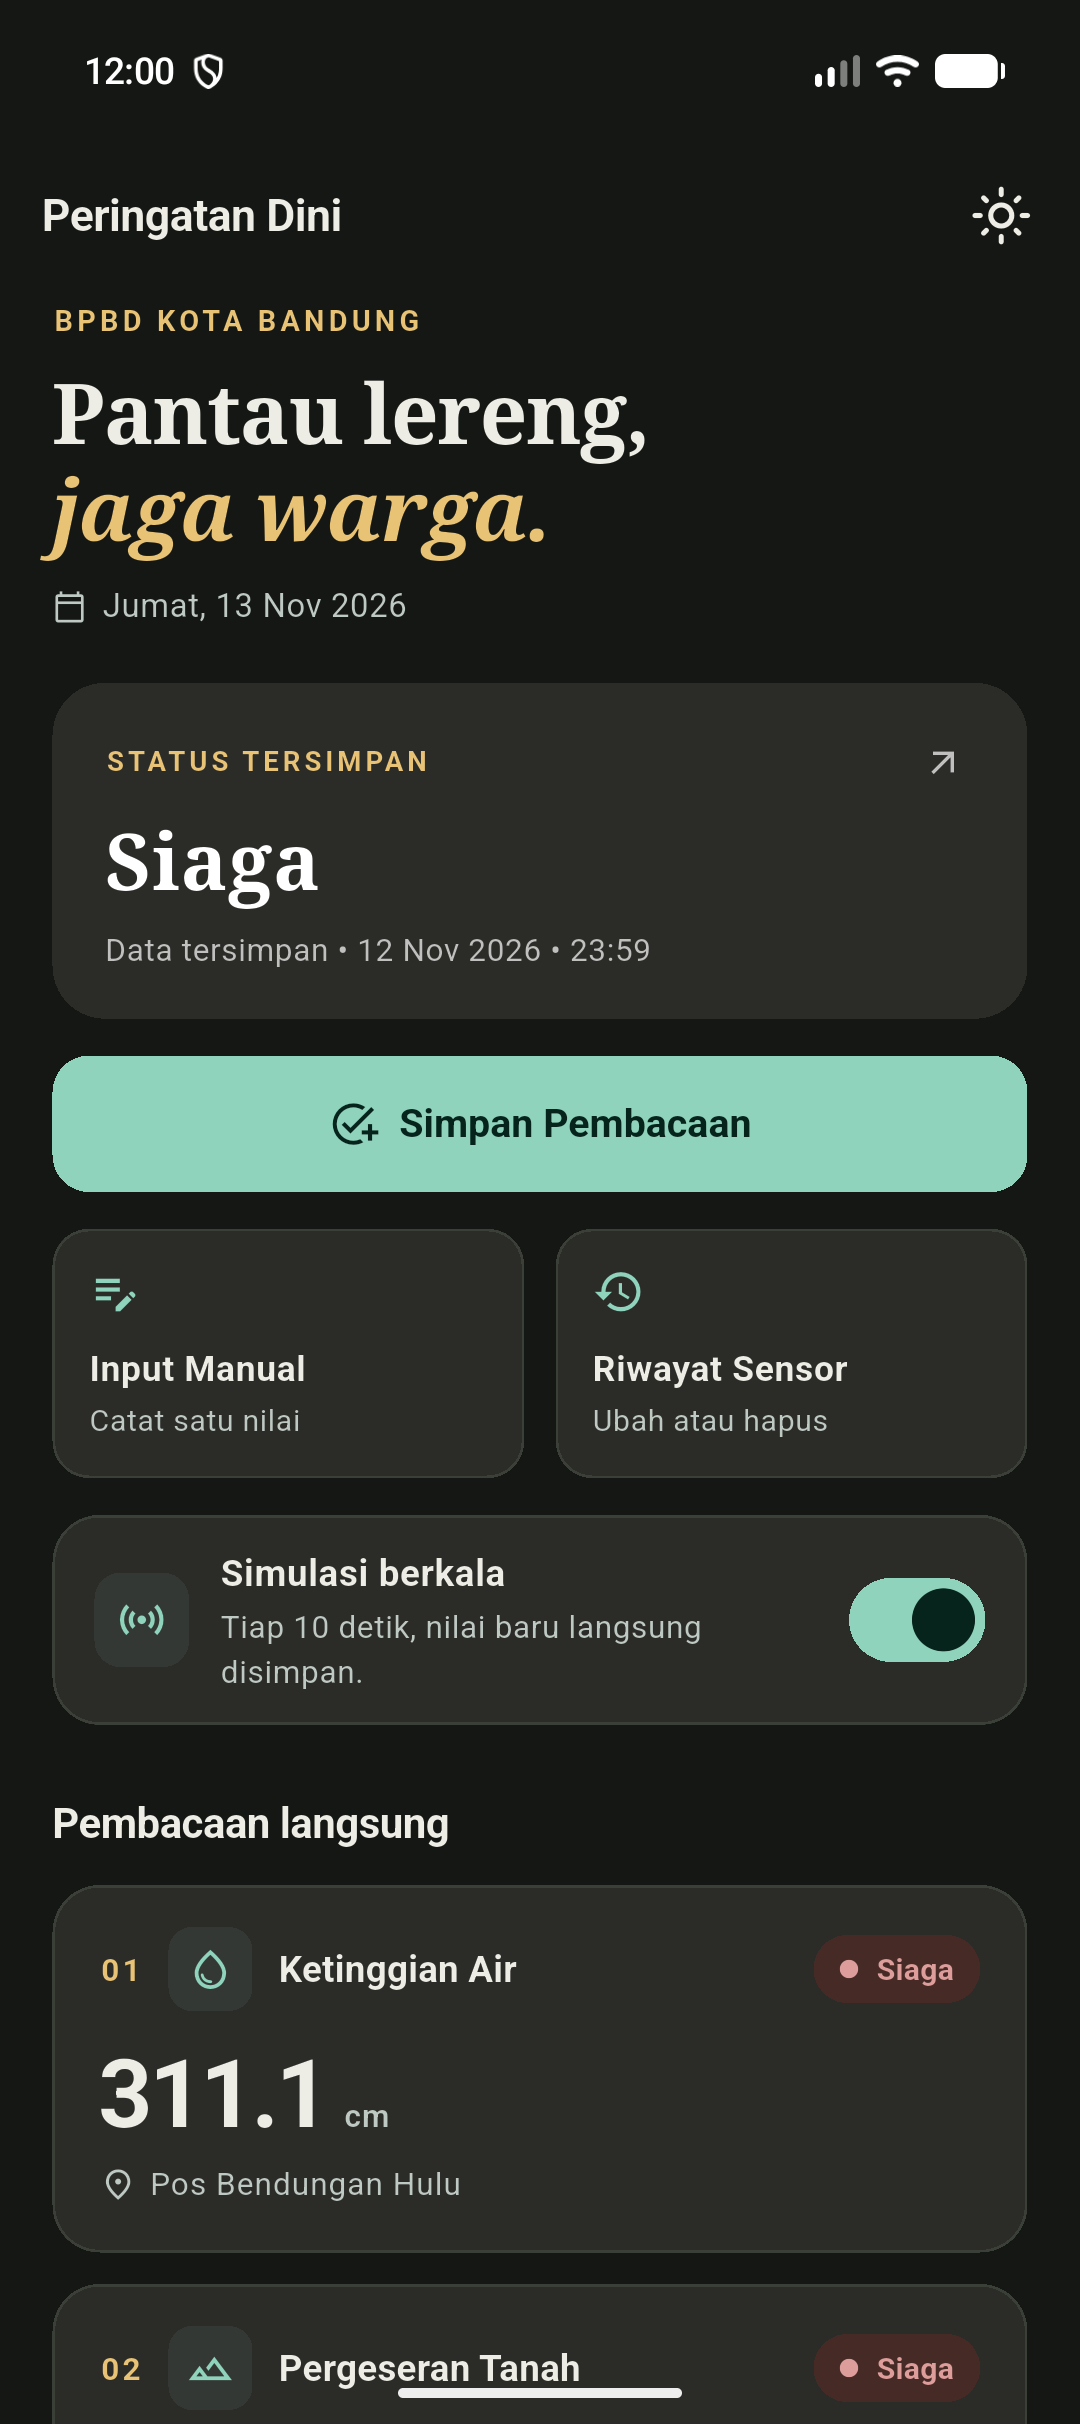 12:00
Peringatan Dini
BPBD KOTA BANDUNG
Pantau lereng,
jaga warga.
Jumat, 13 Nov 2026
STATUS TERSIMPAN
Siaga
Data tersimpan • 12 Nov 2026 • 23:59
Simpan Pembacaan
Input Manual
Catat satu nilai
Riwayat Sensor
Ubah atau hapus
Simulasi berkala
Tiap 10 detik, nilai baru langsung
disimpan.
Pembacaan langsung
01 Ketinggian Air Siaga
311.1 cm
Pos Bendungan Hulu
02 Pergeseran Tanah Siaga